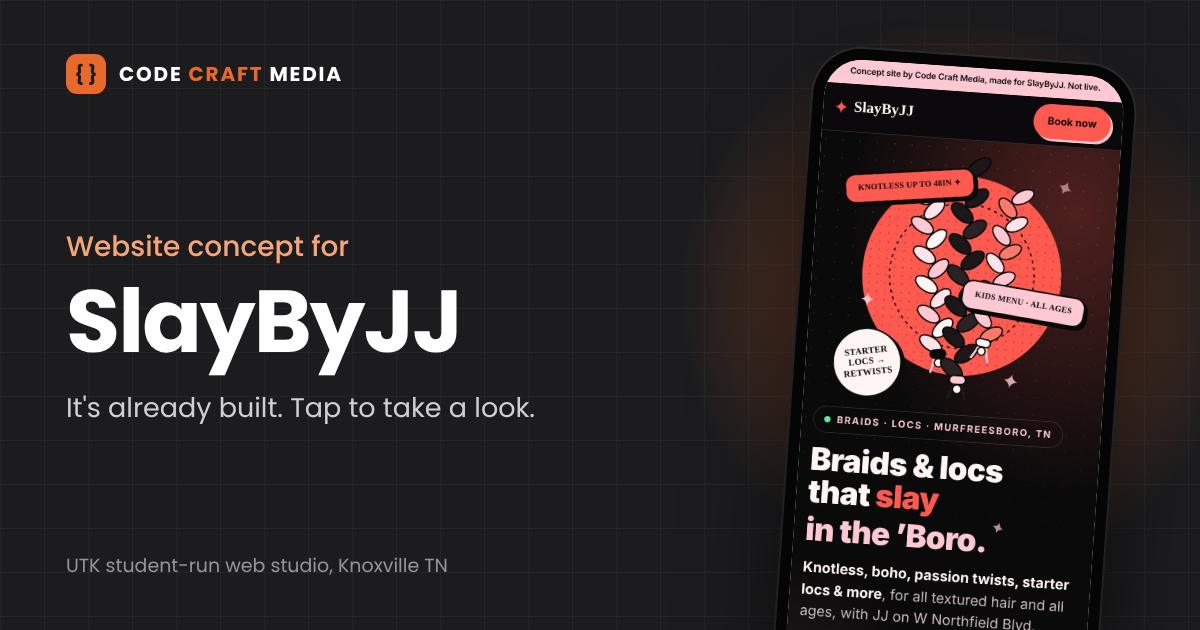 { } CODE CRAFT MEDIA
Website concept for
SlayByJJ
It's already built. Tap to take a look.
UTK student-run web studio, Knoxville TN
Concept site by Code Craft Media, made for SlayByJJ. Not live.
SlayByJJ
Book now
KNOTLESS UP TO 48IN ✦
KIDS MENU · ALL AGES
STARTER
LOCS →
RETWISTS
BRAIDS · LOCS · MURFREESBORO, TN
Braids & locs
that slay
in the ’Boro.
Knotless, boho, passion twists, starter
locs & more, for all textured hair and all
ages, with JJ on W Northfield Blvd.